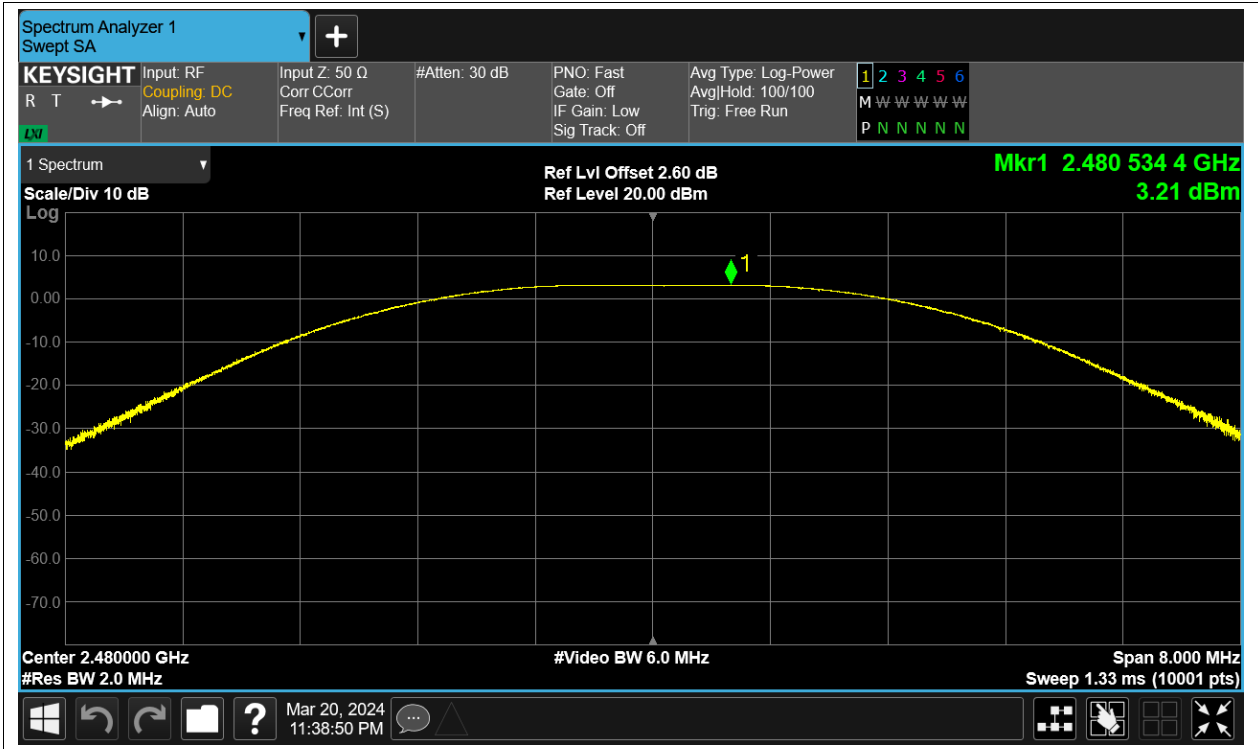 Spectrum Analyzer 1
Swept SA
+
KEYSIGHT
R T
LXI
Input: RF
Coupling: DC
Align: Auto
Input Z: 50 Ω
Corr CCorr
Freq Ref: Int (S)
#Atten: 30 dB
PNO: Fast
Gate: Off
IF Gain: Low
Sig Track: Off
Avg Type: Log-Power
Avg|Hold: 100/100
Trig: Free Run
1 2 3 4 5 6
M W W W W W
P N N N N N
1 Spectrum
Scale/Div 10 dB
Log
Ref Lvl Offset 2.60 dB
Ref Level 20.00 dBm
Mkr1 2.480 534 4 GHz
3.21 dBm
1
10.0
0.00
-10.0
-20.0
-30.0
-40.0
-50.0
-60.0
-70.0
Center 2.480000 GHz
#Res BW 2.0 MHz
#Video BW 6.0 MHz
Span 8.000 MHz
Sweep 1.33 ms (10001 pts)
?
Mar 20, 2024
11:38:50 PM